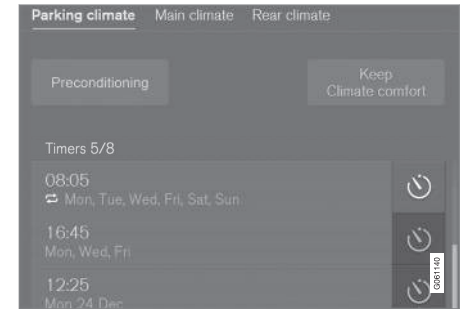 Parking climate Main climate Rear climate
Preconditioning
Keep
Climate comfort
Timers 5/8
08:05
Mon, Tue, Wed, Fri, Sat, Sun
16:45
Mon, Wed, Fri
12:25
Mon 24 Dec
G061140